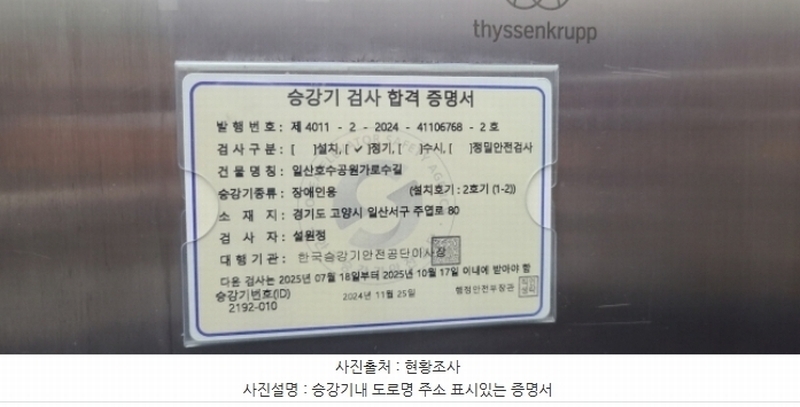 thyssenkrupp
승강기 검사 합격 증명서
발 행 번 호 : 제 4011 - 2 - 2024 - 41106768 - 2 호
검 사 구 분 : [ ]설치, [ ✓ ]정기, [ ]수시, [ ]정밀안전검사
건 물 명 칭 : 일산호수공원가로수길
승강기종류 : 장애인용 (설치호기 : 2호기 (1-2))
소 재 지 : 경기도 고양시 일산서구 주엽로 80
검 사 자 : 설원정
대 행 기 관 : 한국승강기안전공단이사장
다음 검사는 2025년 07월 18일부터 2025년 10월 17일 이내에 받아야 함
승강기번호(ID) 2024년 11월 25일 행정안전부장관
2192-010
사진출처 : 현황조사
사진설명 : 승강기내 도로명 주소 표시있는 증명서